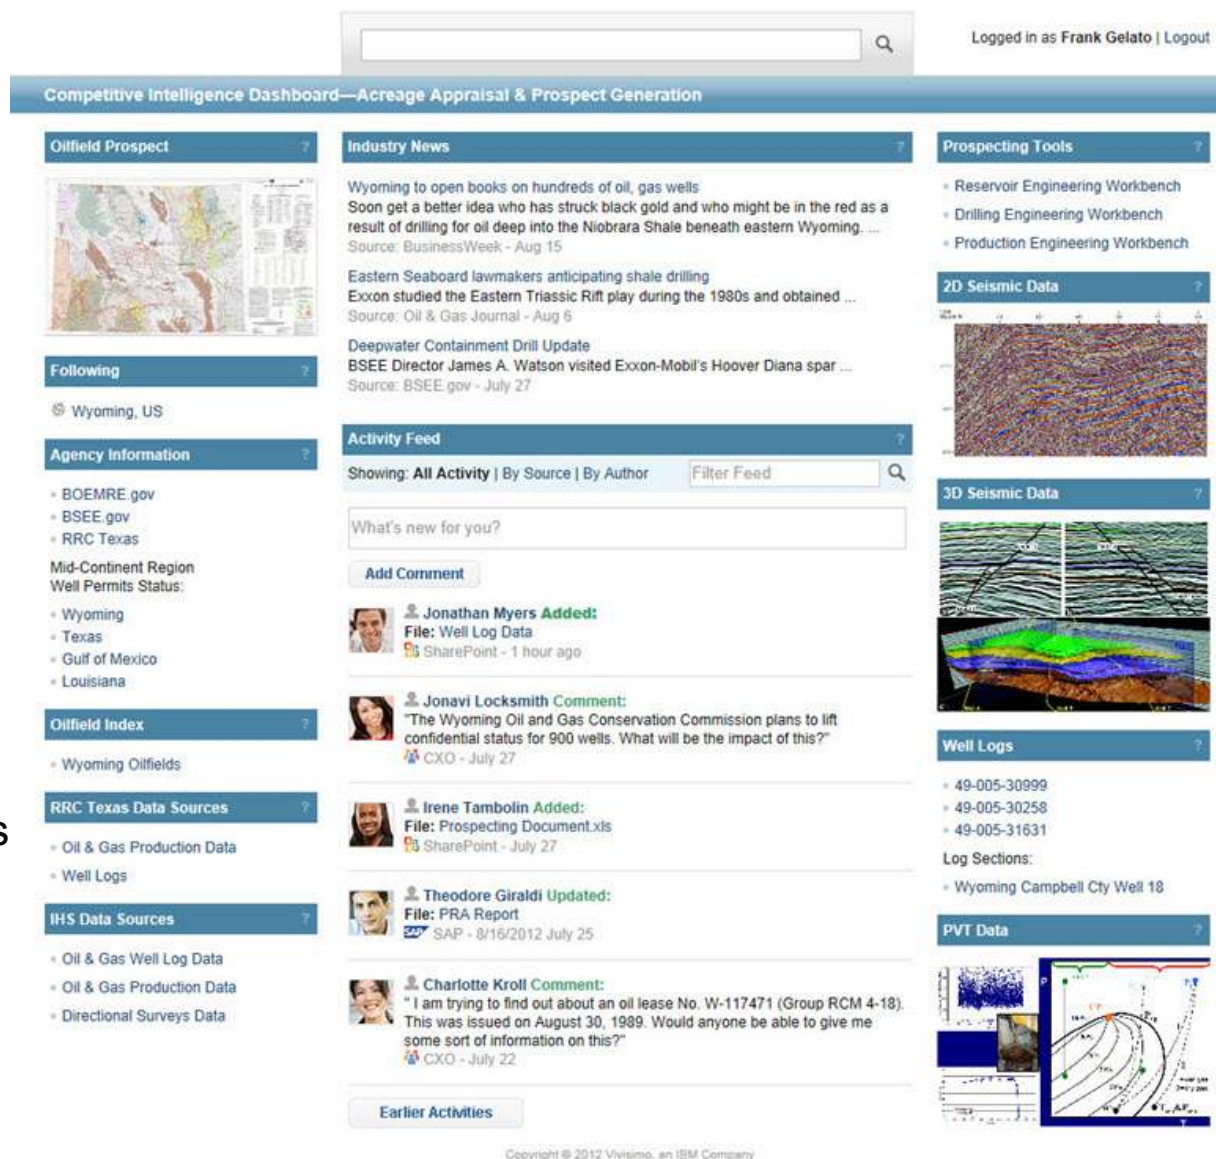 Logged in as Frank Gelato | Logout
Competitive Intelligence Dashboard—Acreage Appraisal & Prospect Generation
Oilfield Prospect ?
Following ?
Wyoming, US
Agency Information ?
BOEMRE.gov
BSEE.gov
RRC Texas
Mid-Continent Region
Well Permits Status:
Wyoming
Texas
Gulf of Mexico
Louisiana
Oilfield Index ?
Wyoming Oilfields
s
RRC Texas Data Sources ?
Oil & Gas Production Data
Well Logs
IHS Data Sources ?
Oil & Gas Well Log Data
Oil & Gas Production Data
Directional Surveys Data
Industry News ?
Wyoming to open books on hundreds of oil, gas wells
Soon get a better idea who has struck black gold and who might be in the red as a
result of drilling for oil deep into the Niobrara Shale beneath eastern Wyoming. ...
Source: BusinessWeek - Aug 15
Eastern Seaboard lawmakers anticipating shale drilling
Exxon studied the Eastern Triassic Rift play during the 1980s and obtained ...
Source: Oil & Gas Journal - Aug 6
Deepwater Containment Drill Update
BSEE Director James A. Watson visited Exxon-Mobil's Hoover Diana spar ...
Source: BSEE.gov - July 27
Activity Feed ?
Showing: All Activity | By Source | By Author Filter Feed
What's new for you?
Add Comment
Jonathan Myers Added:
File: Well Log Data
SharePoint - 1 hour ago
Jonavi Locksmith Comment:
"The Wyoming Oil and Gas Conservation Commission plans to lift
confidential status for 900 wells. What will be the impact of this?"
CXO - July 27
Irene Tambolin Added:
File: Prospecting Document.xls
SharePoint - July 27
Theodore Giraldi Updated:
File: PRA Report
SAP SAP - 8/16/2012 July 25
Charlotte Kroll Comment:
" I am trying to find out about an oil lease No. W-117471 (Group RCM 4-18).
This was issued on August 30, 1989. Would anyone be able to give me
some sort of information on this?"
CXO - July 22
Earlier Activities
Prospecting Tools ?
Reservoir Engineering Workbench
Drilling Engineering Workbench
Production Engineering Workbench
2D Seismic Data ?
3D Seismic Data ?
Well Logs ?
49-005-30999
49-005-30258
49-005-31631
Log Sections:
Wyoming Campbell Cty Well 18
PVT Data ?
P
T
Copyright © 2012 Vivisimo, an IBM Company